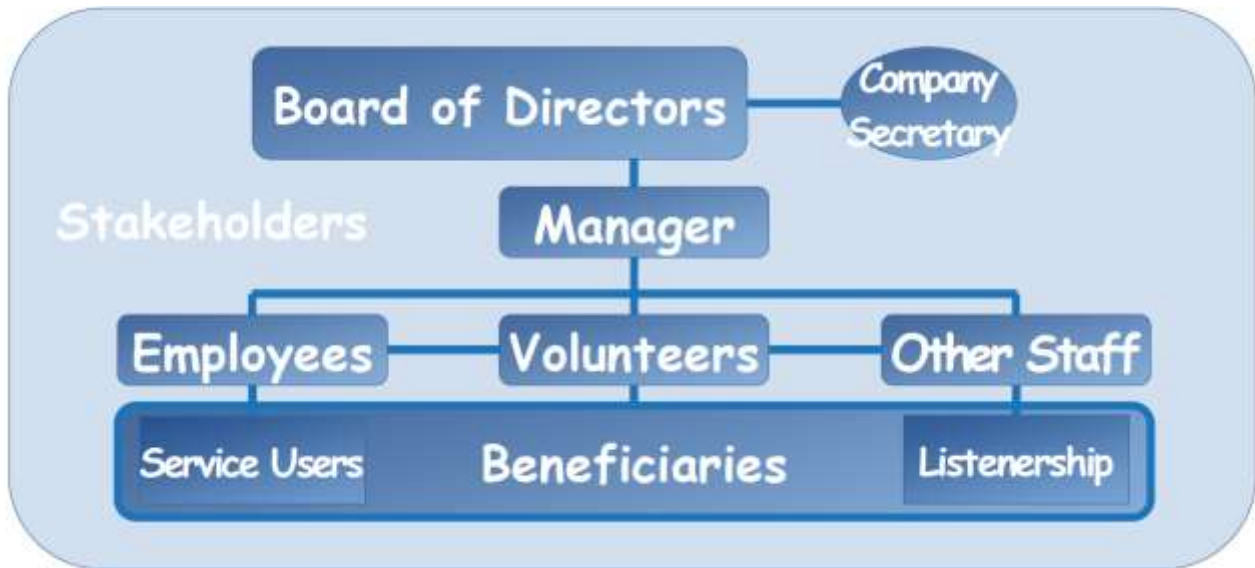 Board of Directors
Company
Secretary
Stakeholders
Manager
Employees
Volunteers
Other Staff
Service Users
Beneficiaries
Listenership